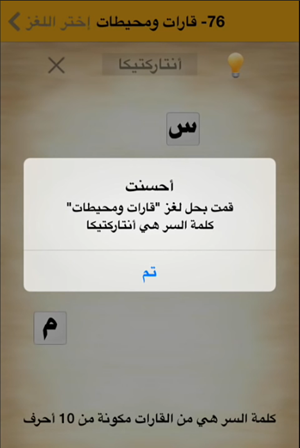 76- قارات ومحيطات إختر اللغز
أنتاركتيكا
س
أحسنت
قمت بحل لغز "قارات ومحيطات"
كلمة السر هي أنتاركتيكا
تم
م
كلمة السر هي من القارات مكونة من 10 أحرف